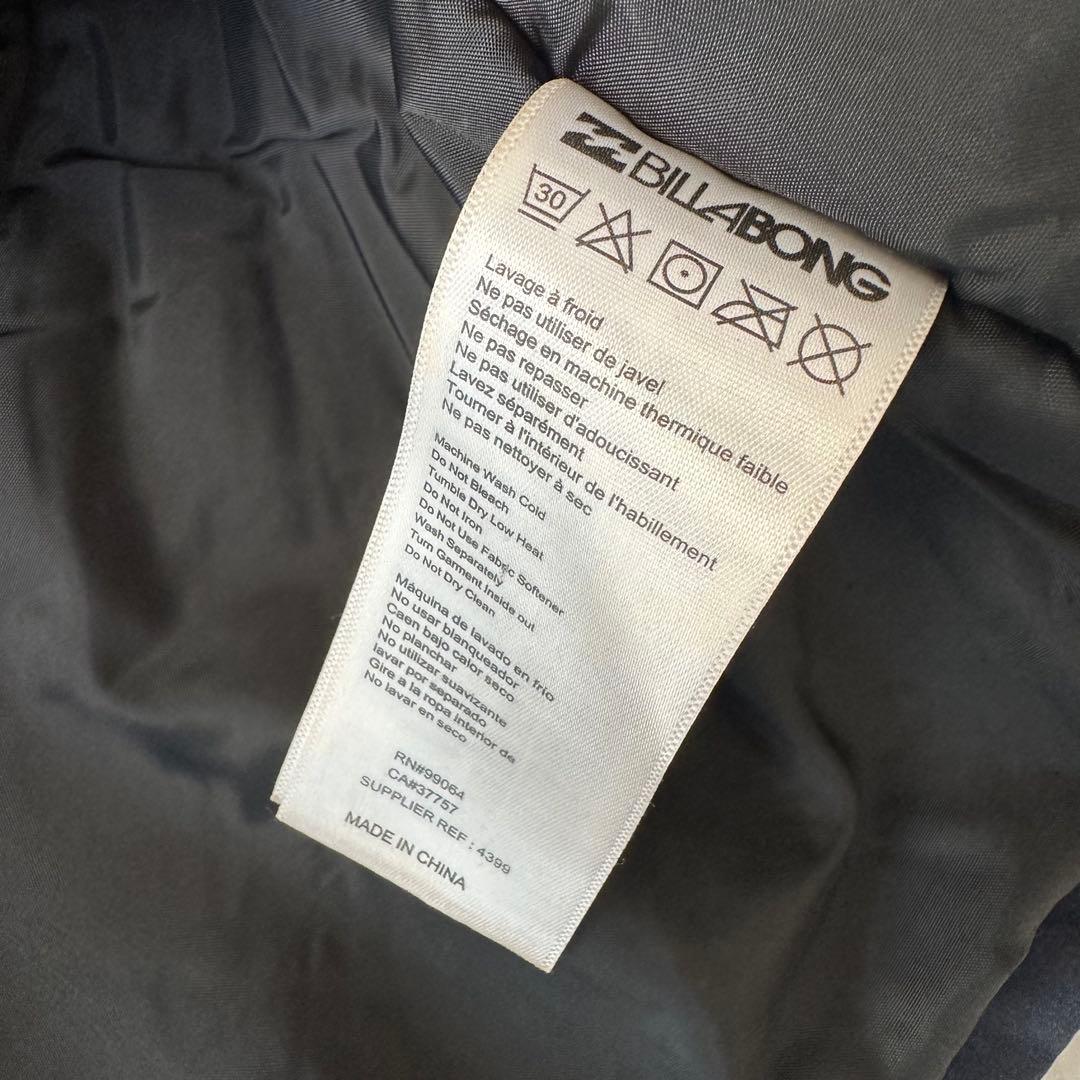 BILLABONG
30
Lavage à froid
Ne pas utiliser de javel
Séchage en machine thermique faible
Ne pas repasser
Ne pas utiliser d'adoucissant
Lavez séparément
Tourner à l'intérieur de l'habillement
Ne pas nettoyer à sec
Machine Wash Cold
Do Not Bleach
Tumble Dry Low Heat
Do Not Iron
Do Not Use Fabric Softener
Wash Separately
Turn Garment Inside out
Do Not Dry Clean
Máquina de lavado en frio
No usar blanqueador
Caen bajo calor seco
No planchar
No utilizar suavizante
lavar por separado
Gire a la ropa interior de
No lavar en seco
RN#99064
CA#37757
SUPPLIER REF : 4399
MADE IN CHINA